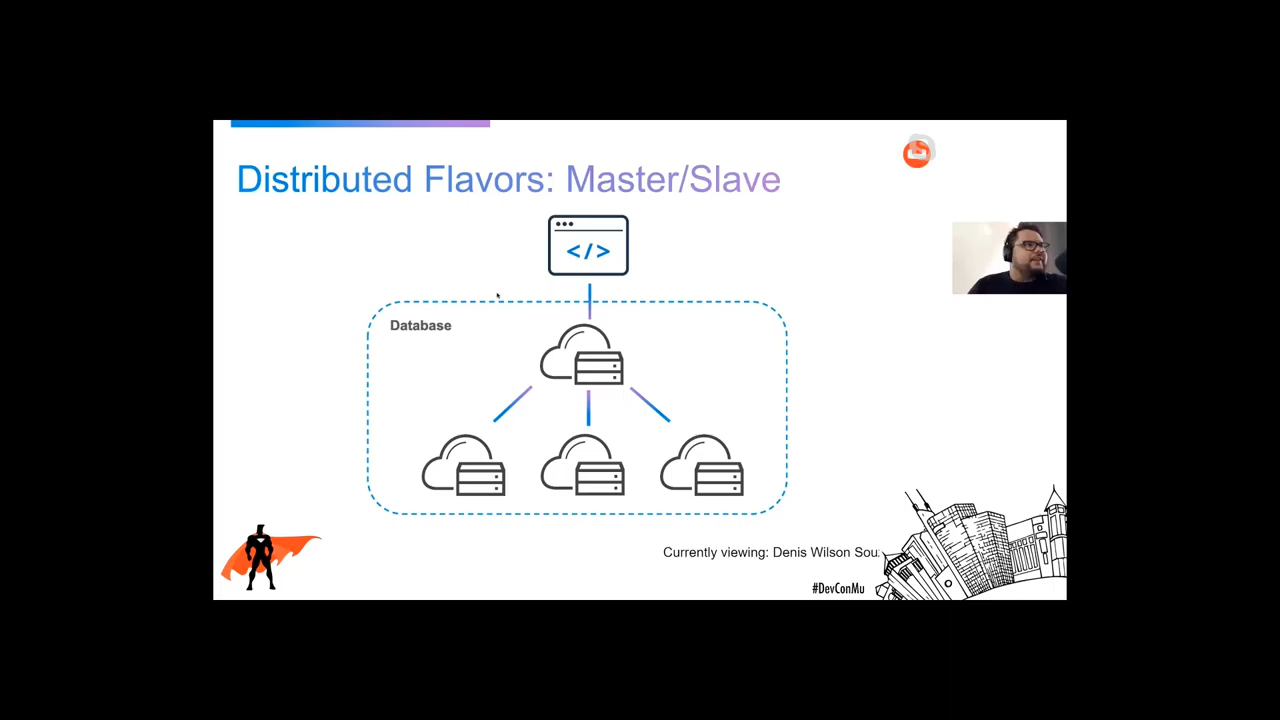 Distributed Flavors: Master/Slave
</>
Database
Currently viewing: Denis Wilson Sou
#DevConMu